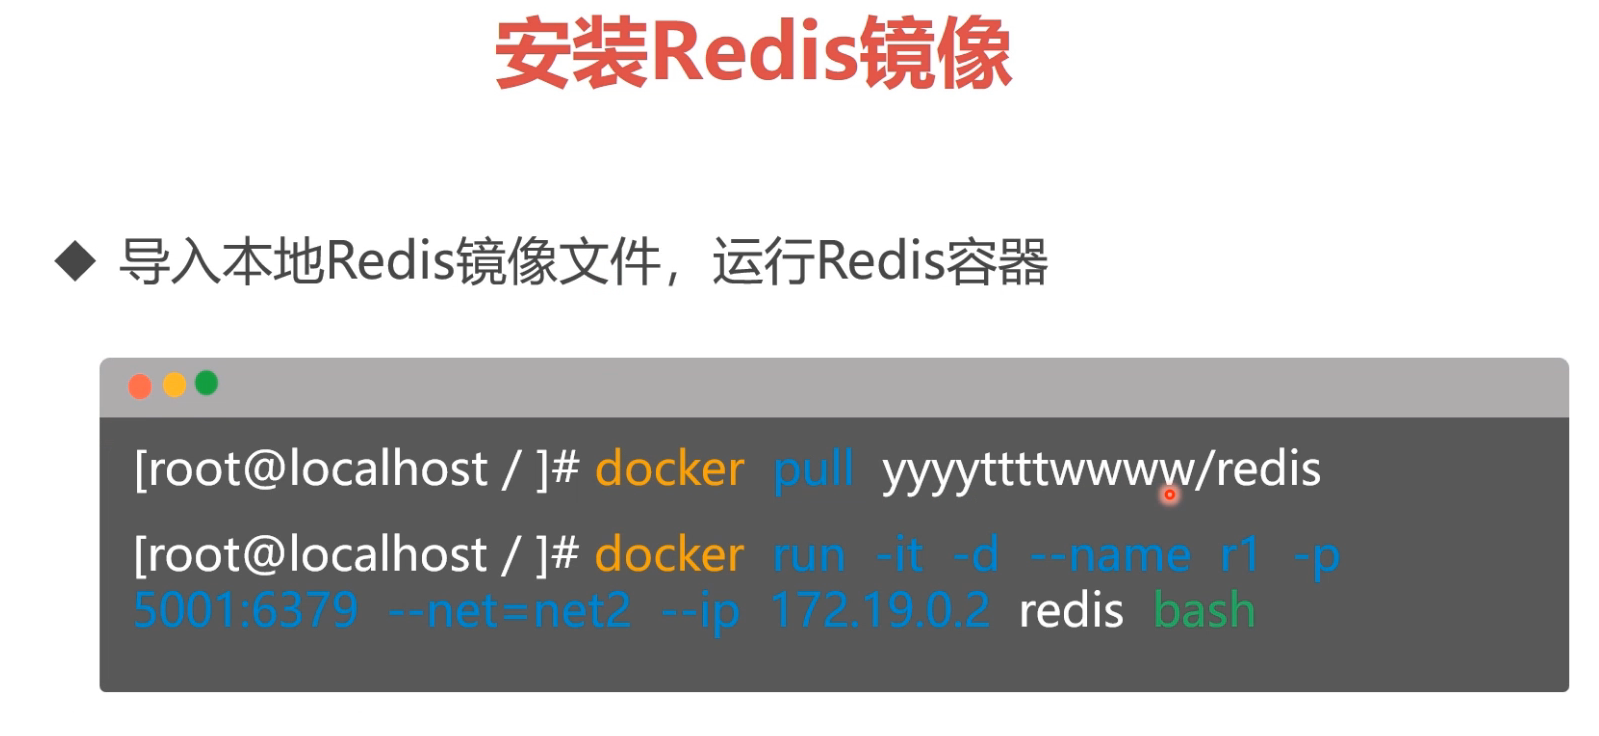 安装Redis镜像
导入本地Redis镜像文件，运行Redis容器
[root@localhost / ]# docker pull yyyyttttwwww/redis
[root@localhost / ]# docker run -it -d --name r1 -p
5001:6379 --net=net2 --ip 172.19.0.2 redis bash